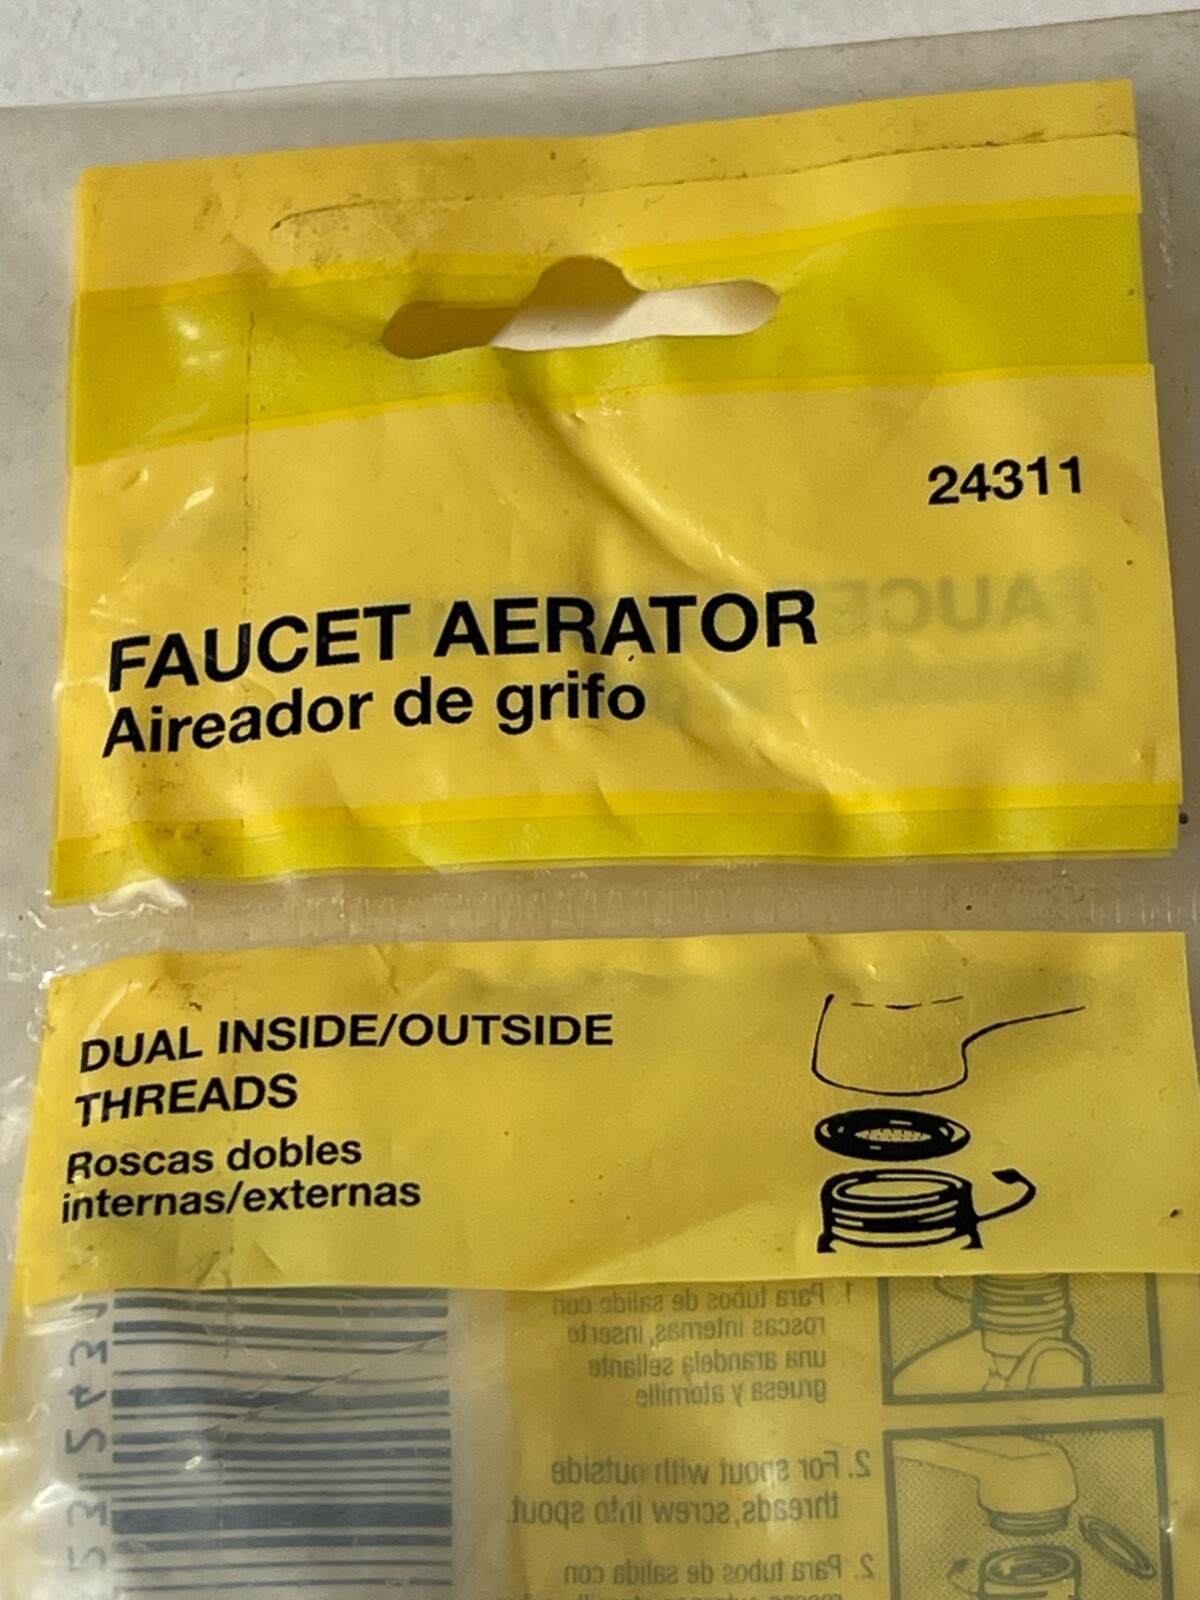 24311
FAUCET AERATOR
Aireador de grifo
DUAL INSIDE/OUTSIDE
THREADS
Roscas dobles
internas/externas
1. Para tubos de salida con
roscas internas, inserte
una arandela sellante
gruesa y atornille
2. For spout with outside
threads, screw into spout.
2. Para tubos de salida con